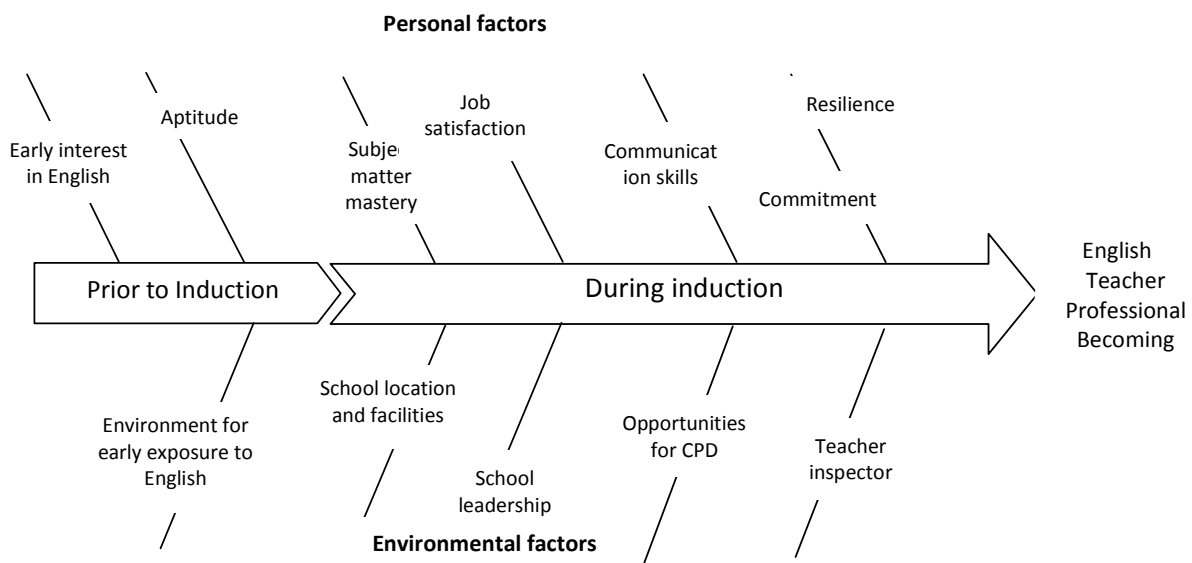 Personal factors
Early interest
in English
Aptitude
Subje
matter
mastery
Job
satisfaction
Communicat
ion skills
Resilience
Commitment
Prior to Induction
During induction
English
Teacher
Professional
Becoming
Environment for
early exposure to
English
School location
and facilities
School
leadership
Opportunities
for CPD
Teacher
inspector
Environmental factors